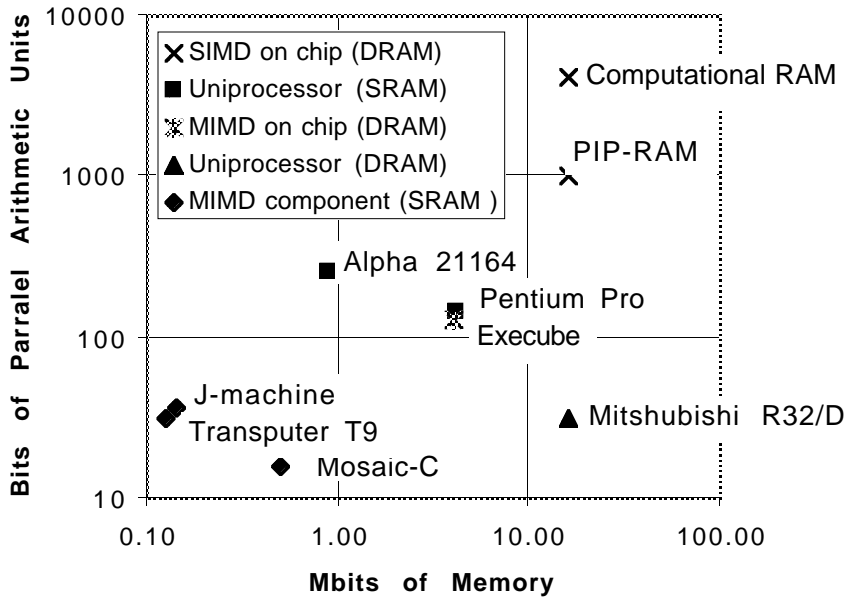 10000
SIMD on chip (DRAM)
Uniprocessor (SRAM)
MIMD on chip (DRAM)
Uniprocessor (DRAM)
MIMD component (SRAM )
Computational RAM
PIP-RAM
1000
Alpha 21164
Pentium Pro
Execube
100
J-machine
Transputer T9
Mitshubishi R32/D
Mosaic-C
10
0.10 1.00 10.00 100.00
Mbits of Memory
Bits of Parralel Arithmetic Units